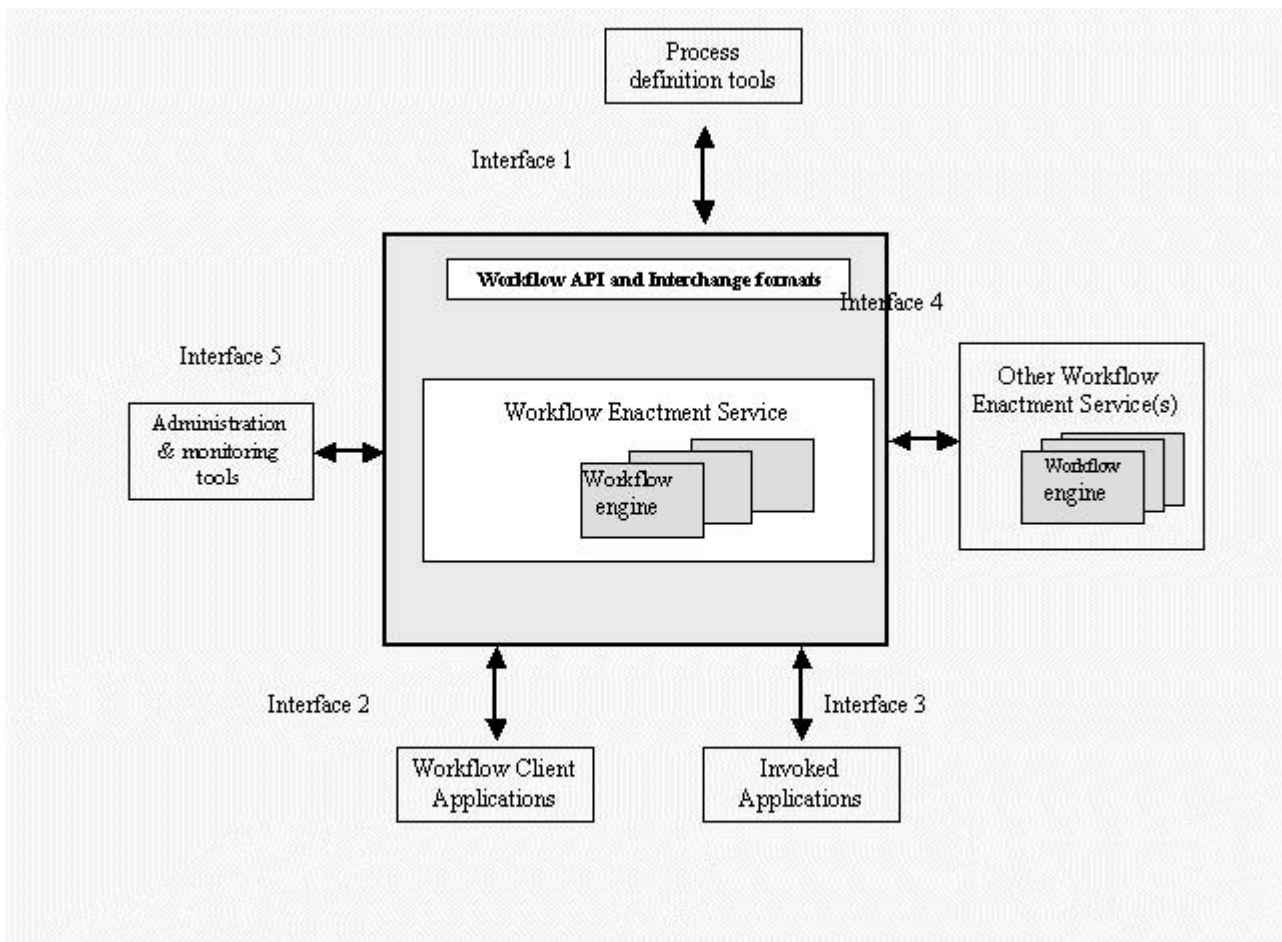 Process
definition tools
Interface 1
Workflow API and Interchange formats
Interface 4
Interface 5
Other Workflow
Enactment Service(s)
Workflow
engine
Administration
& monitoring
tools
Workflow Enactment Service
Workflow
engine
Interface 2
Interface 3
Workflow Client
Applications
Invoked
Applications